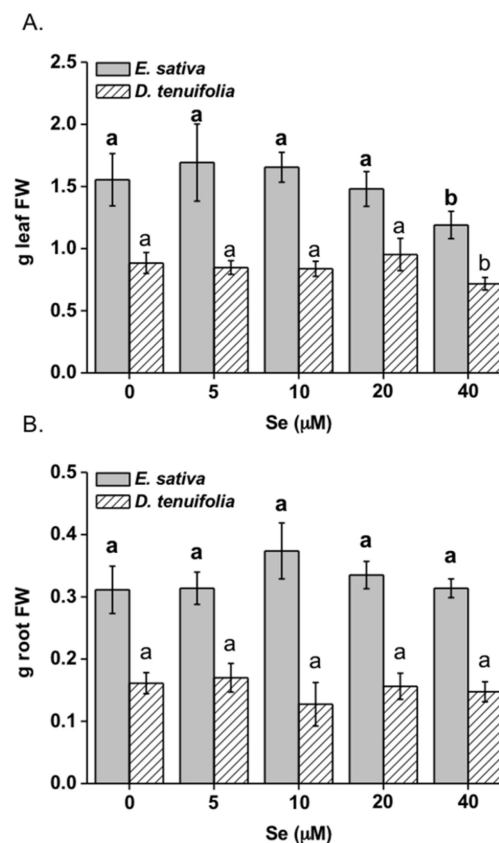 A.
2.5
2.0
1.5
1.0
0.5
0.0
g leaf FW
E. sativa
D. tenuifolia
a a a a b
a a a a b
0 5 10 20 40
Se (μM)
B.
0.5
0.4
0.3
0.2
0.1
0.0
g root FW
E. sativa
D. tenuifolia
a a a a a
a a a a a
0 5 10 20 40
Se (μM)